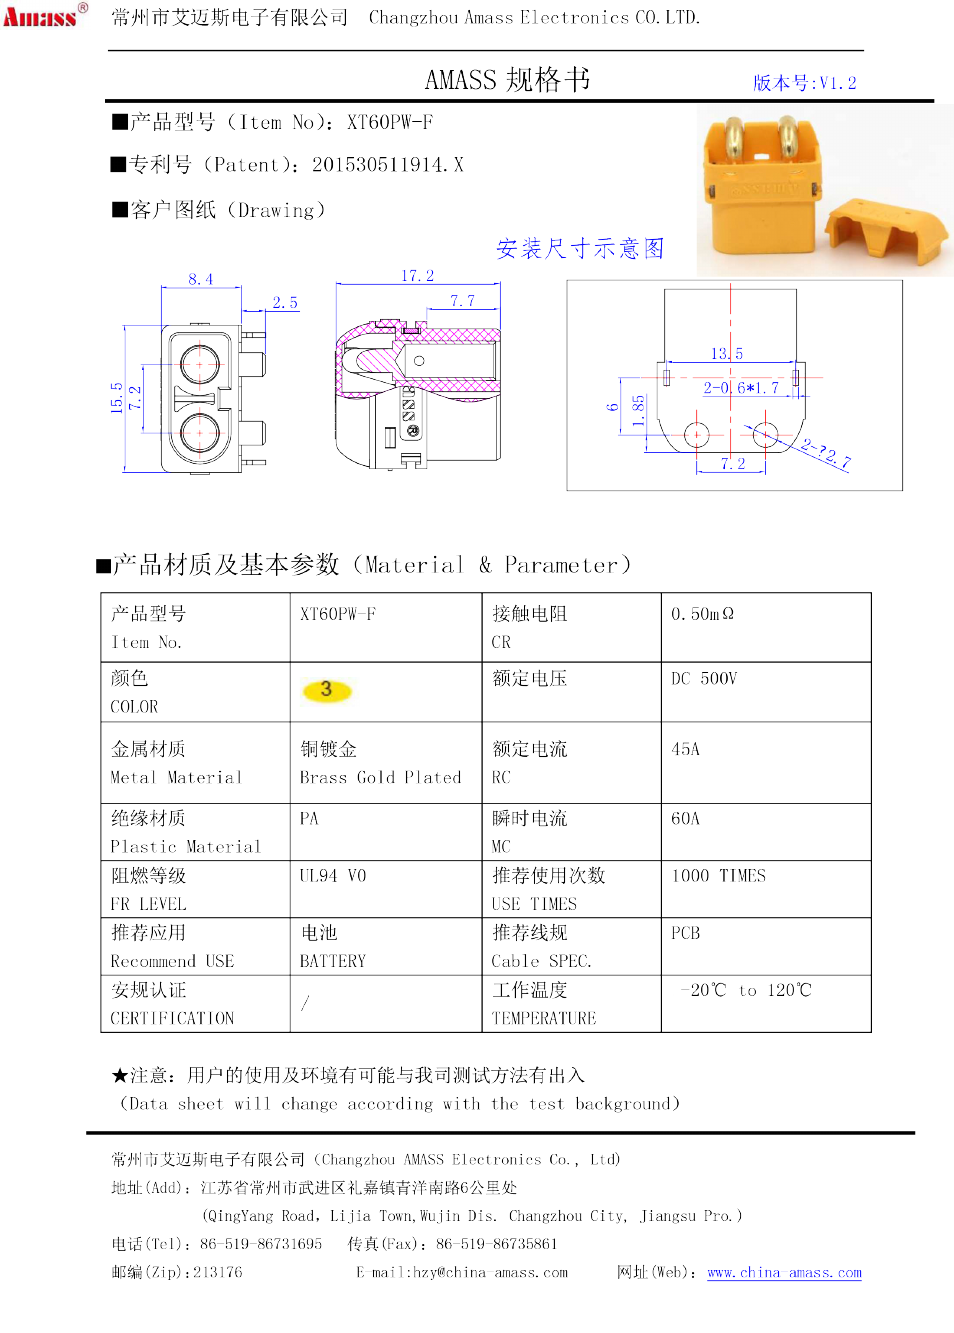 Amass® 常州市艾迈斯电子有限公司 Changzhou Amass Electronics CO.LTD.
AMASS 规格书 版本号:V1.2
■产品型号（Item No）: XT60PW-F
■专利号（Patent）: 201530511914.X
■客户图纸（Drawing）
安装尺寸示意图
8.4
2.5
15.5
7.2
17.2
7.7
13.5
2-0.6*1.7
6
1.85
7.2
2-?2.7
■产品材质及基本参数（Material & Parameter）
产品型号 XT60PW-F 接触电阻 0.50mΩ
Item No. CR
颜色 3 额定电压 DC 500V
COLOR
金属材质 铜镀金 额定电流 45A
Metal Material Brass Gold Plated RC
绝缘材质 PA 瞬时电流 60A
Plastic Material MC
阻燃等级 UL94 V0 推荐使用次数 1000 TIMES
FR LEVEL USE TIMES
推荐应用 电池 推荐线规 PCB
Recommend USE BATTERY Cable SPEC.
安规认证 / 工作温度 -20℃ to 120℃
CERTIFICATION TEMPERATURE
★注意: 用户的使用及环境有可能与我司测试方法有出入
（Data sheet will change according with the test background）
常州市艾迈斯电子有限公司（Changzhou AMASS Electronics Co., Ltd)
地址(Add): 江苏省常州市武进区礼嘉镇青洋南路6公里处
(QingYang Road, Lijia Town,Wujin Dis. Changzhou City, Jiangsu Pro.)
电话(Tel): 86-519-86731695 传真(Fax): 86-519-86735861
邮编(Zip):213176 E-mail:hzy@china-amass.com 网址(Web): www.china-amass.com